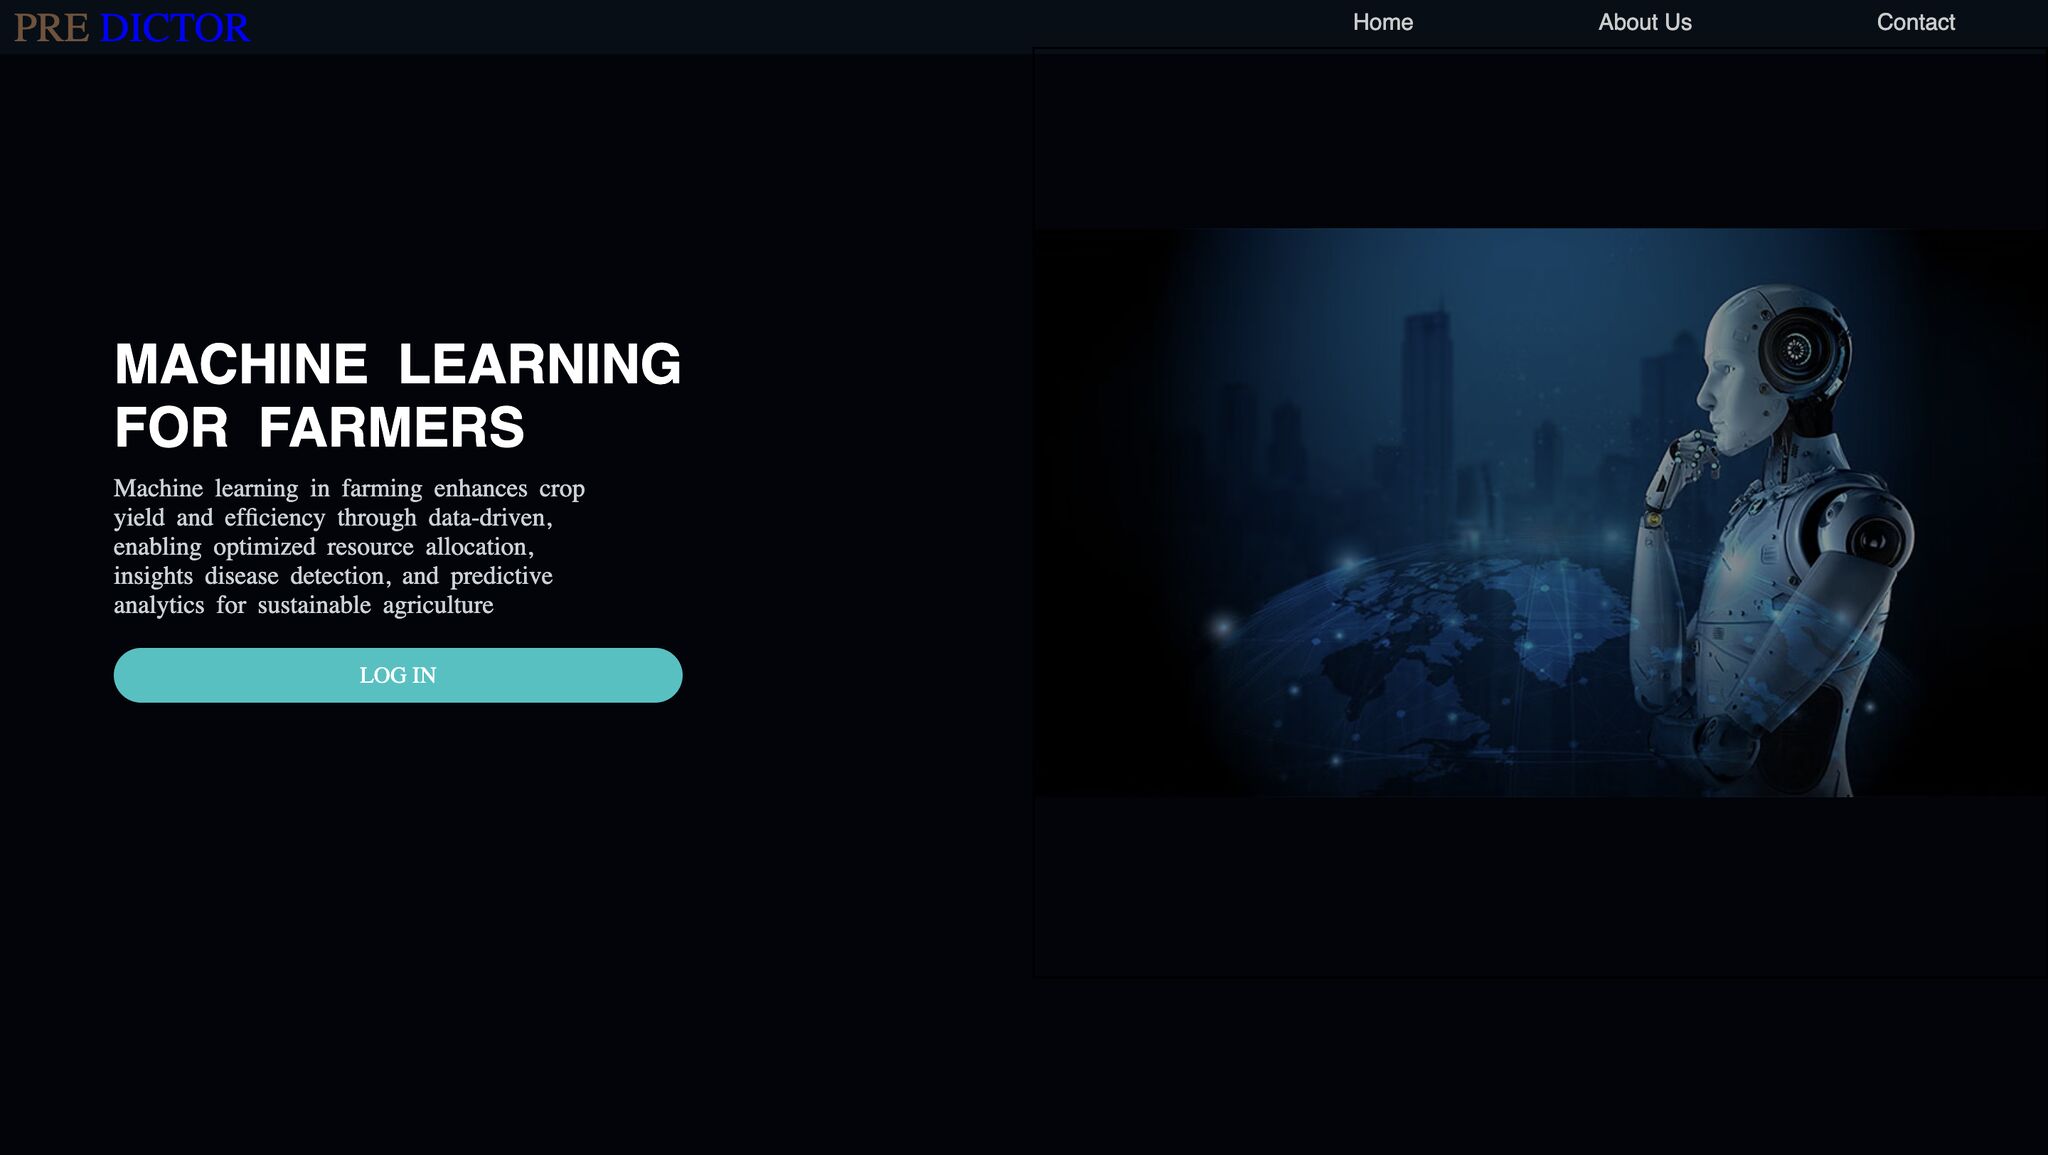 PRE DICTOR
Home
About Us
Contact
MACHINE LEARNING
FOR FARMERS
Machine learning in farming enhances crop
yield and efficiency through data-driven,
enabling optimized resource allocation,
insights disease detection, and predictive
analytics for sustainable agriculture
LOG IN